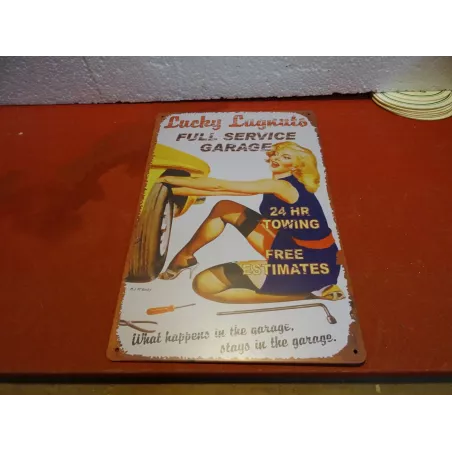 Lucky Lugnuts
FULL SERVICE
GARAGE
24 HR
TOWING
FREE
ESTIMATES
What happens in the garage,
stays in the garage.